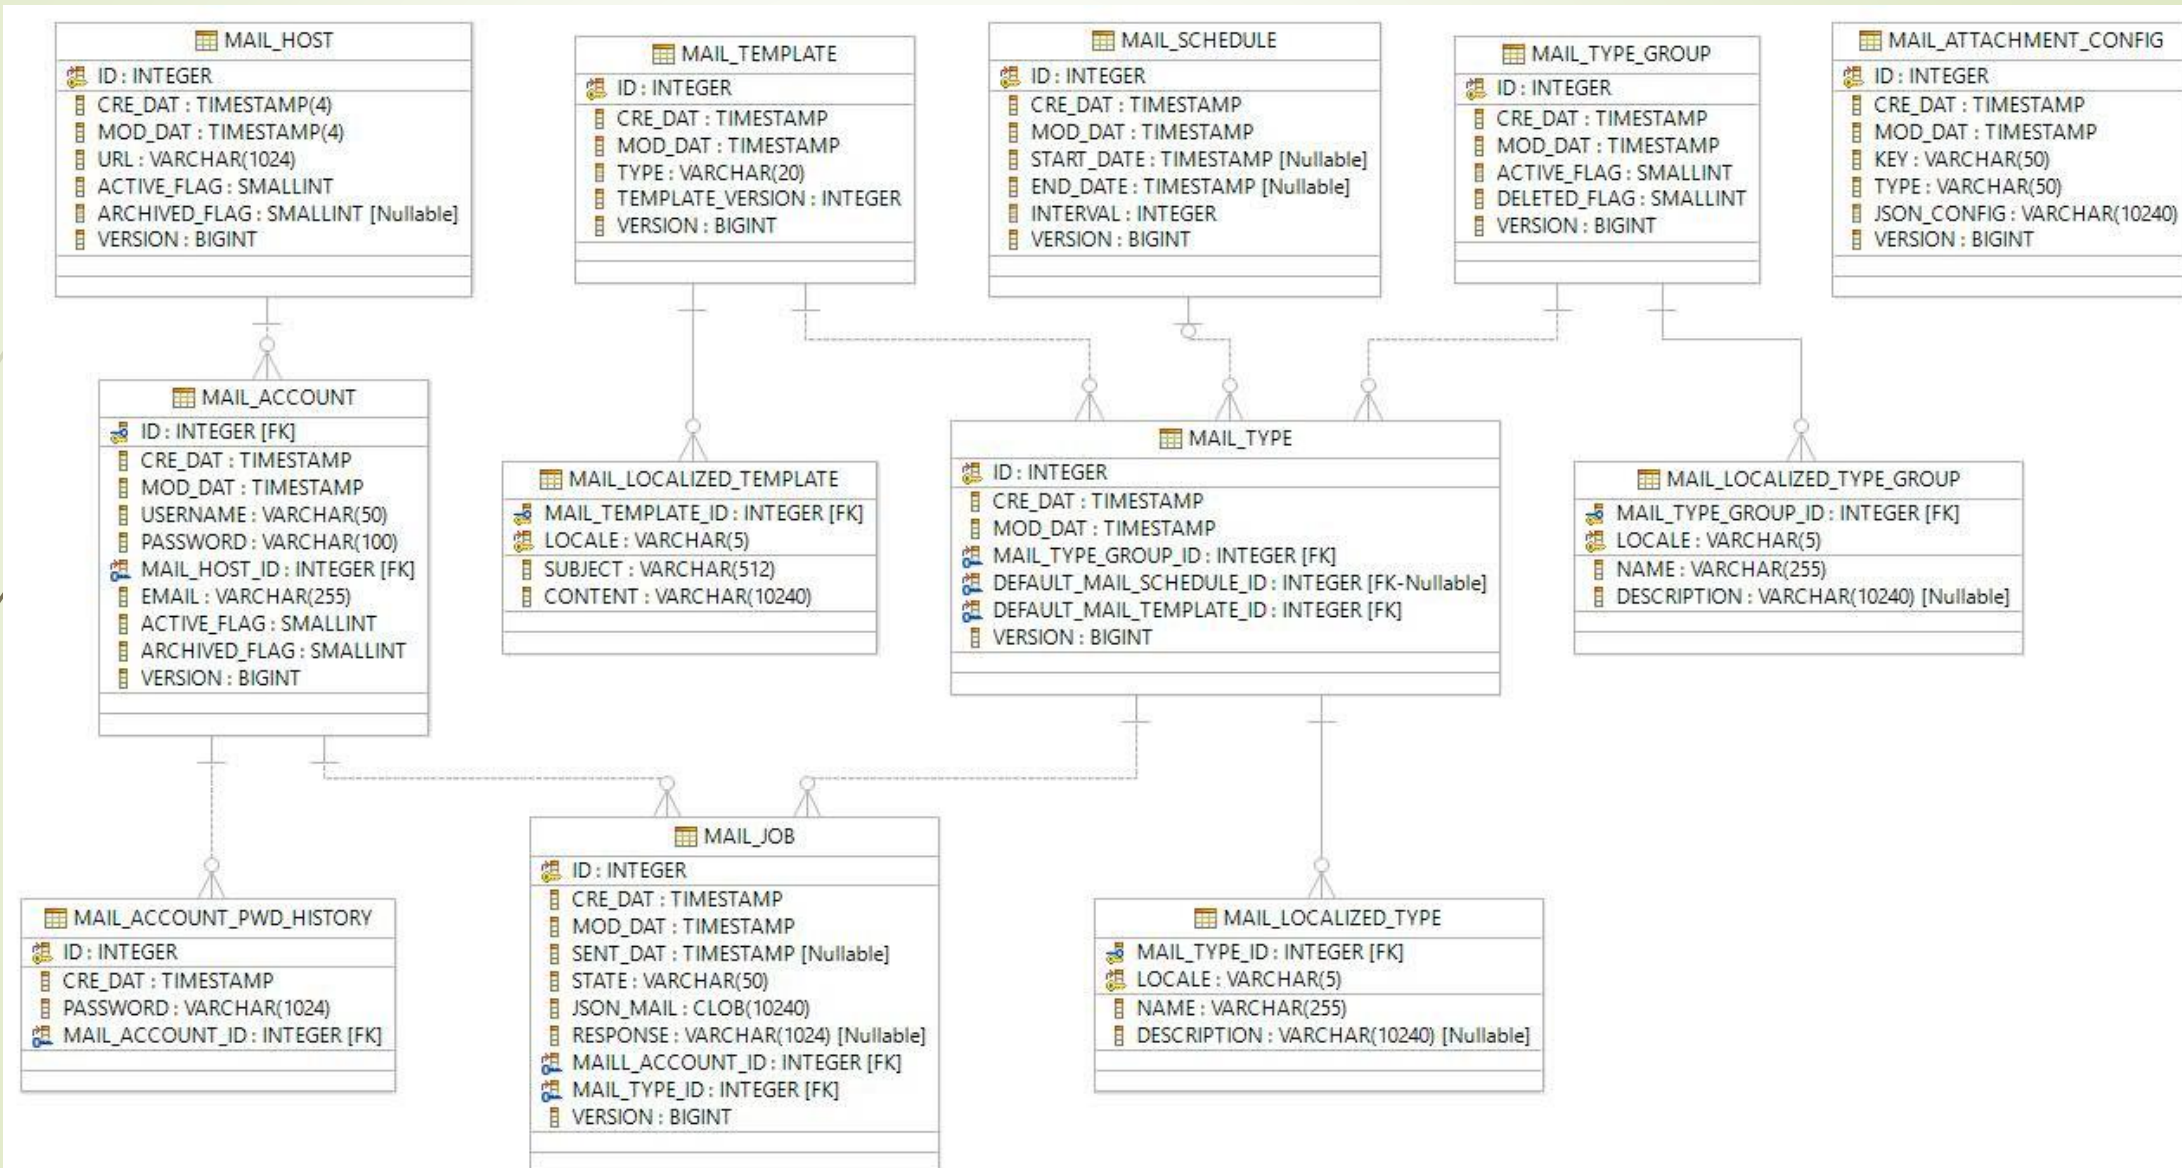 MAIL_HOST
ID : INTEGER
CRE_DAT : TIMESTAMP(4)
MOD_DAT : TIMESTAMP(4)
URL : VARCHAR(1024)
ACTIVE_FLAG : SMALLINT
ARCHIVED_FLAG : SMALLINT [Nullable]
VERSION : BIGINT
MAIL_TEMPLATE
ID : INTEGER
CRE_DAT : TIMESTAMP
MOD_DAT : TIMESTAMP
TYPE : VARCHAR(20)
TEMPLATE_VERSION : INTEGER
VERSION : BIGINT
MAIL_SCHEDULE
ID : INTEGER
CRE_DAT : TIMESTAMP
MOD_DAT : TIMESTAMP
START_DATE : TIMESTAMP [Nullable]
END_DATE : TIMESTAMP [Nullable]
INTERVAL : INTEGER
VERSION : BIGINT
MAIL_TYPE_GROUP
ID : INTEGER
CRE_DAT : TIMESTAMP
MOD_DAT : TIMESTAMP
ACTIVE_FLAG : SMALLINT
DELETED_FLAG : SMALLINT
VERSION : BIGINT
MAIL_ATTACHMENT_CONFIG
ID : INTEGER
CRE_DAT : TIMESTAMP
MOD_DAT : TIMESTAMP
KEY : VARCHAR(50)
TYPE : VARCHAR(50)
JSON_CONFIG : VARCHAR(10240)
VERSION : BIGINT
MAIL_ACCOUNT
ID : INTEGER [FK]
CRE_DAT : TIMESTAMP
MOD_DAT : TIMESTAMP
USERNAME : VARCHAR(50)
PASSWORD : VARCHAR(100)
MAIL_HOST_ID : INTEGER [FK]
EMAIL : VARCHAR(255)
ACTIVE_FLAG : SMALLINT
ARCHIVED_FLAG : SMALLINT
VERSION : BIGINT
MAIL_LOCALIZED_TEMPLATE
MAIL_TEMPLATE_ID : INTEGER [FK]
LOCALE : VARCHAR(5)
SUBJECT : VARCHAR(512)
CONTENT : VARCHAR(10240)
MAIL_TYPE
ID : INTEGER
CRE_DAT : TIMESTAMP
MOD_DAT : TIMESTAMP
MAIL_TYPE_GROUP_ID : INTEGER [FK]
DEFAULT_MAIL_SCHEDULE_ID : INTEGER [FK-Nullable]
DEFAULT_MAIL_TEMPLATE_ID : INTEGER [FK]
VERSION : BIGINT
MAIL_LOCALIZED_TYPE_GROUP
MAIL_TYPE_GROUP_ID : INTEGER [FK]
LOCALE : VARCHAR(5)
NAME : VARCHAR(255)
DESCRIPTION : VARCHAR(10240) [Nullable]
MAIL_ACCOUNT_PWD_HISTORY
ID : INTEGER
CRE_DAT : TIMESTAMP
PASSWORD : VARCHAR(1024)
MAIL_ACCOUNT_ID : INTEGER [FK]
MAIL_JOB
ID : INTEGER
CRE_DAT : TIMESTAMP
MOD_DAT : TIMESTAMP
SENT_DAT : TIMESTAMP [Nullable]
STATE : VARCHAR(50)
JSON_MAIL : CLOB(10240)
RESPONSE : VARCHAR(1024) [Nullable]
MAILL_ACCOUNT_ID : INTEGER [FK]
MAIL_TYPE_ID : INTEGER [FK]
VERSION : BIGINT
MAIL_LOCALIZED_TYPE
MAIL_TYPE_ID : INTEGER [FK]
LOCALE : VARCHAR(5)
NAME : VARCHAR(255)
DESCRIPTION : VARCHAR(10240) [Nullable]